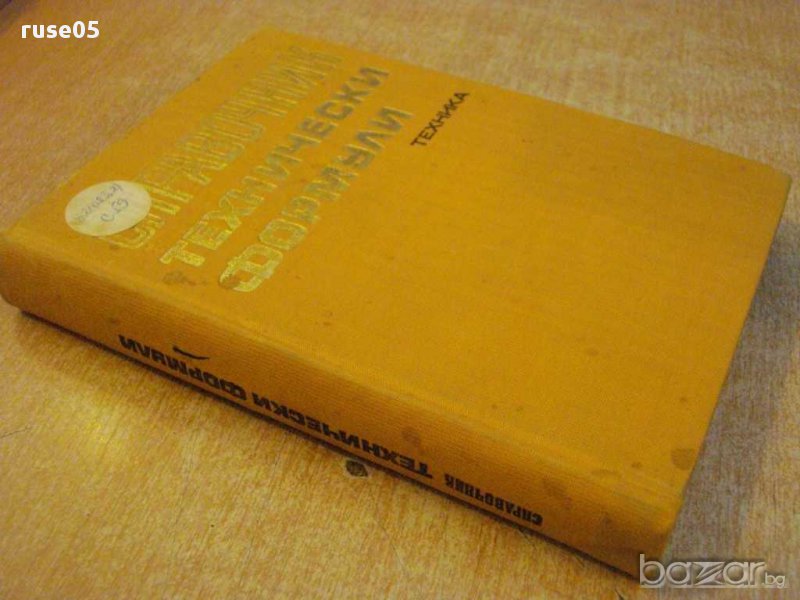 ruse05
СПРАВОЧНИК
ТЕХНИЧЕСКИ
ФОРМУЛИ
ТЕХНИКА
СПРАВОЧНИК ТЕХНИЧЕСКИ ФОРМУЛИ
bazar.bg